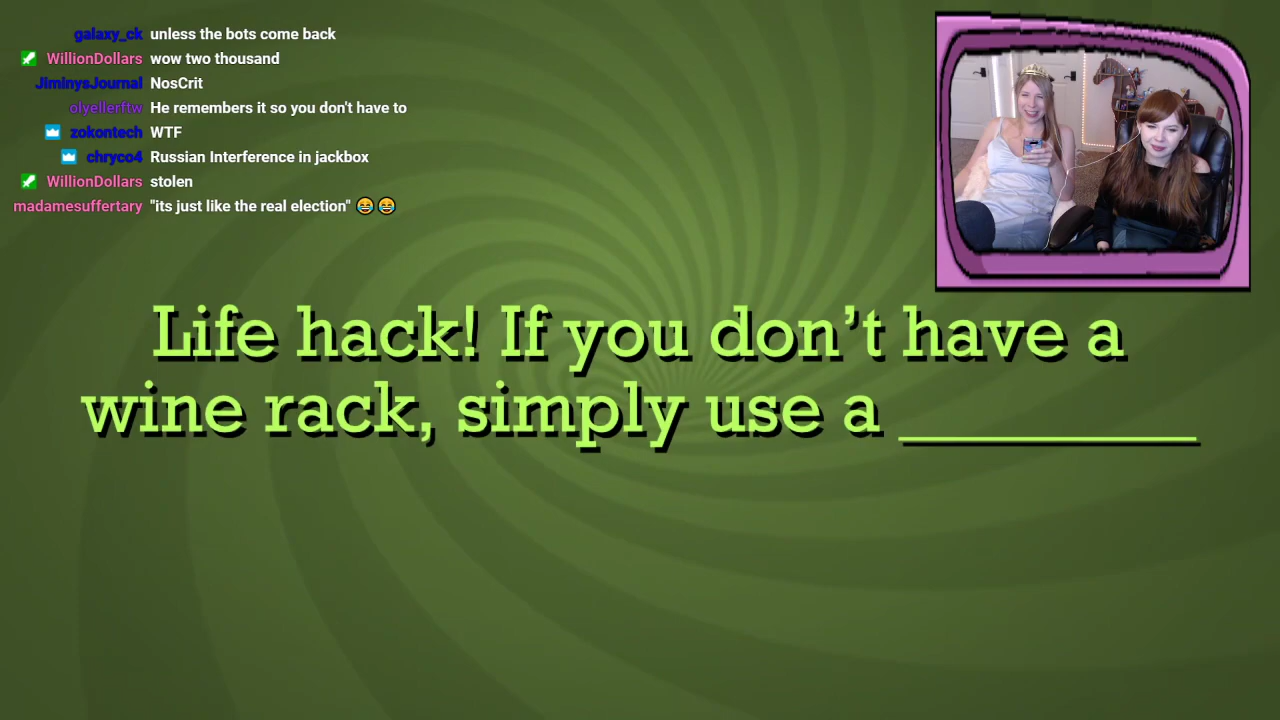 galaxy_ck unless the bots come back
WillionDollars wow two thousand
JiminysJournal NosCrit
olyellerftw He remembers it so you don't have to
zokontech WTF
chryco4 Russian Interference in jackbox
WillionDollars stolen
madamesuffertary "its just like the real election" 😂😂
Life hack! If you don’t have a
wine rack, simply use a ________